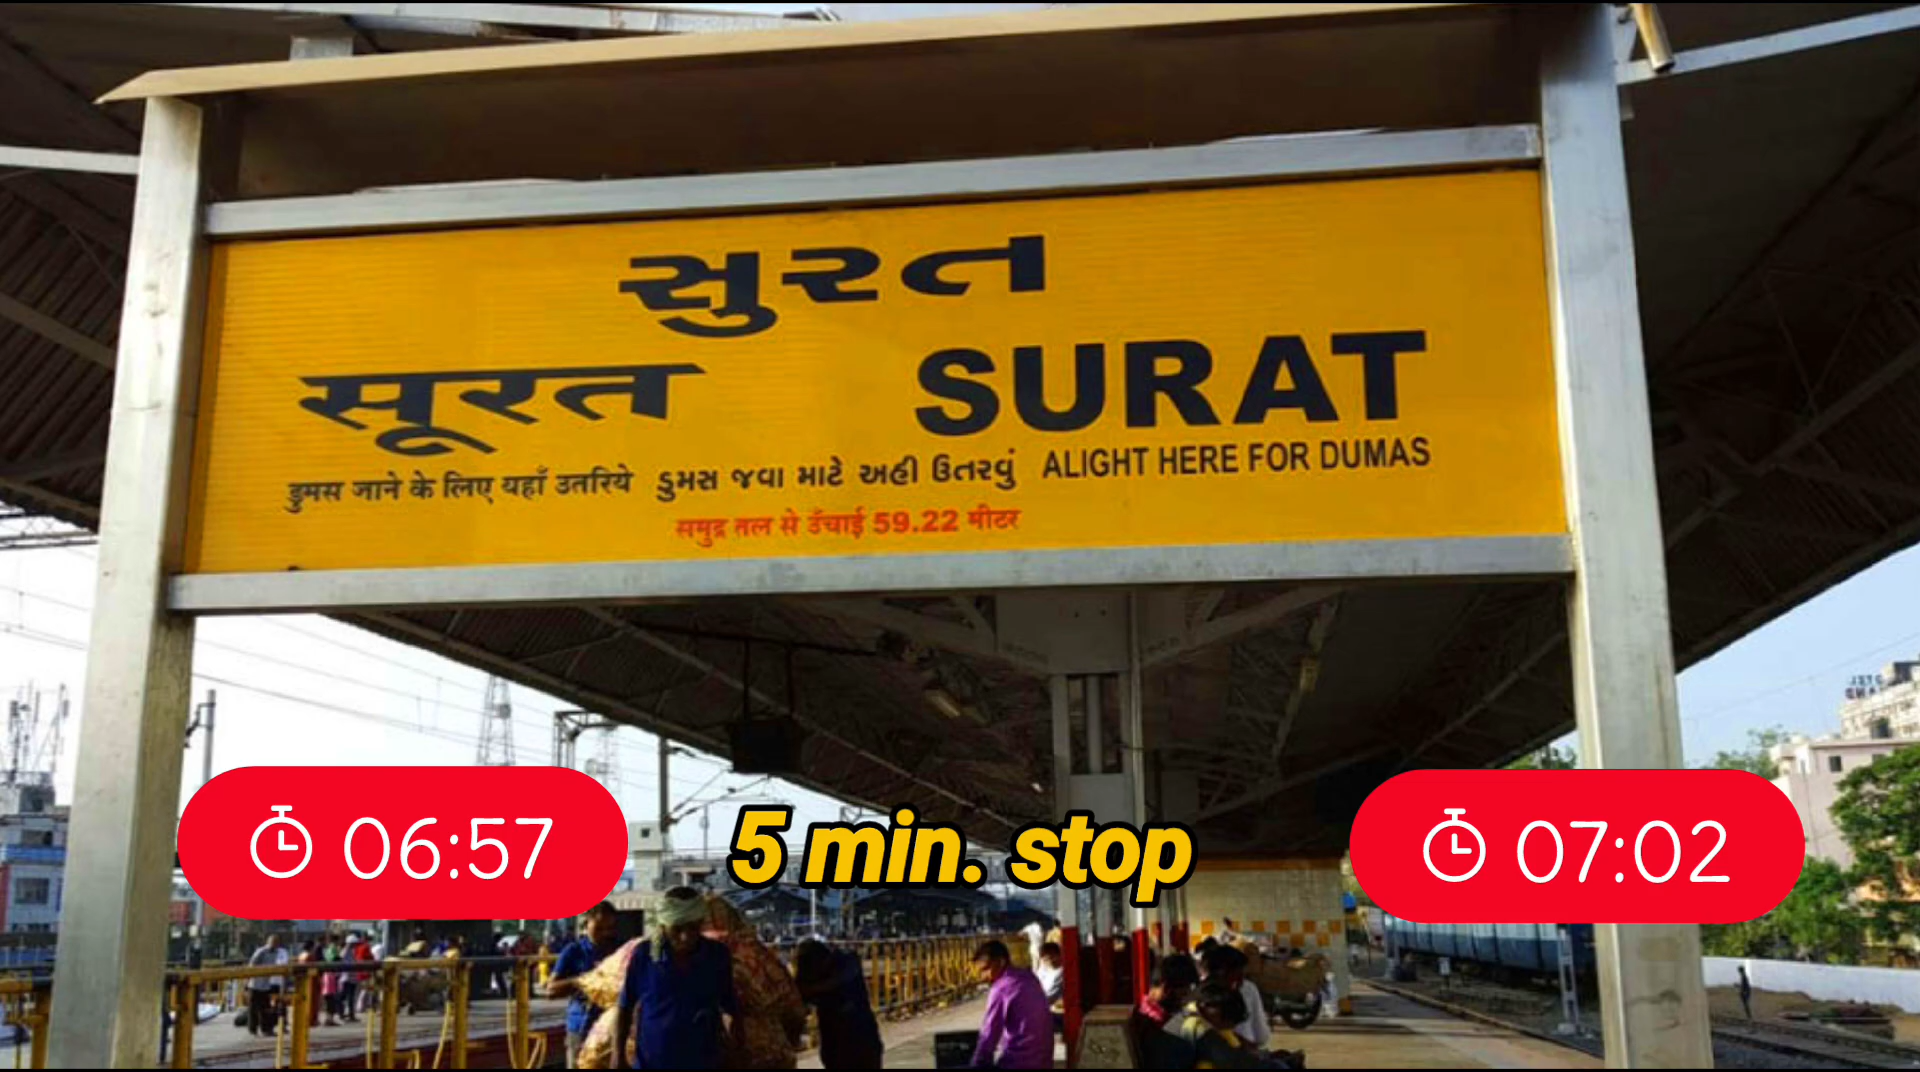 સુરત
सूरत SURAT
डुमस जाने के लिए यहाँ उतरिये ડુમસ જવા માટે અહી ઉતરવું ALIGHT HERE FOR DUMAS
समुद्र तल से उँचाई 59.22 मीटर
06:57 5 min. stop 07:02